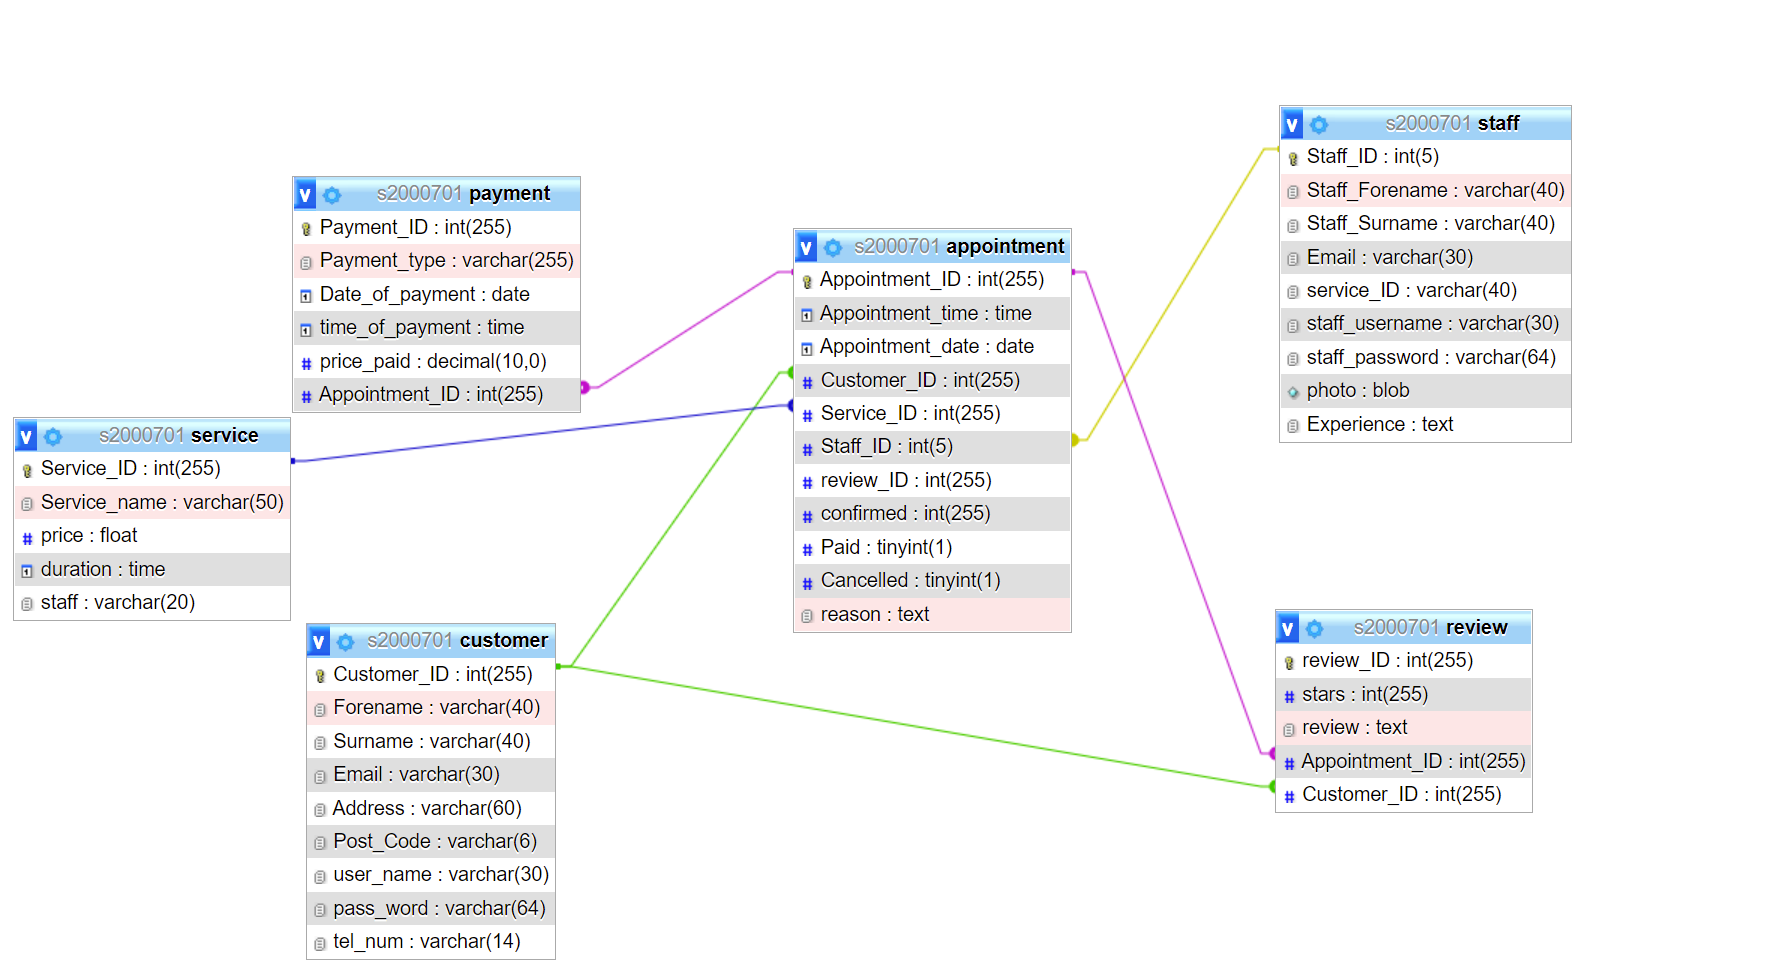 s2000701 payment
Payment_ID : int(255)
Payment_type : varchar(255)
Date_of_payment : date
time_of_payment : time
price_paid : decimal(10,0)
Appointment_ID : int(255)
s2000701 service
Service_ID : int(255)
Service_name : varchar(50)
price : float
duration : time
staff : varchar(20)
s2000701 customer
Customer_ID : int(255)
Forename : varchar(40)
Surname : varchar(40)
Email : varchar(30)
Address : varchar(60)
Post_Code : varchar(6)
user_name : varchar(30)
pass_word : varchar(64)
tel_num : varchar(14)
s2000701 appointment
Appointment_ID : int(255)
Appointment_time : time
Appointment_date : date
Customer_ID : int(255)
Service_ID : int(255)
Staff_ID : int(5)
review_ID : int(255)
confirmed : int(255)
Paid : tinyint(1)
Cancelled : tinyint(1)
reason : text
s2000701 staff
Staff_ID : int(5)
Staff_Forename : varchar(40)
Staff_Surname : varchar(40)
Email : varchar(30)
service_ID : varchar(40)
staff_username : varchar(30)
staff_password : varchar(64)
photo : blob
Experience : text
s2000701 review
review_ID : int(255)
stars : int(255)
review : text
Appointment_ID : int(255)
Customer_ID : int(255)